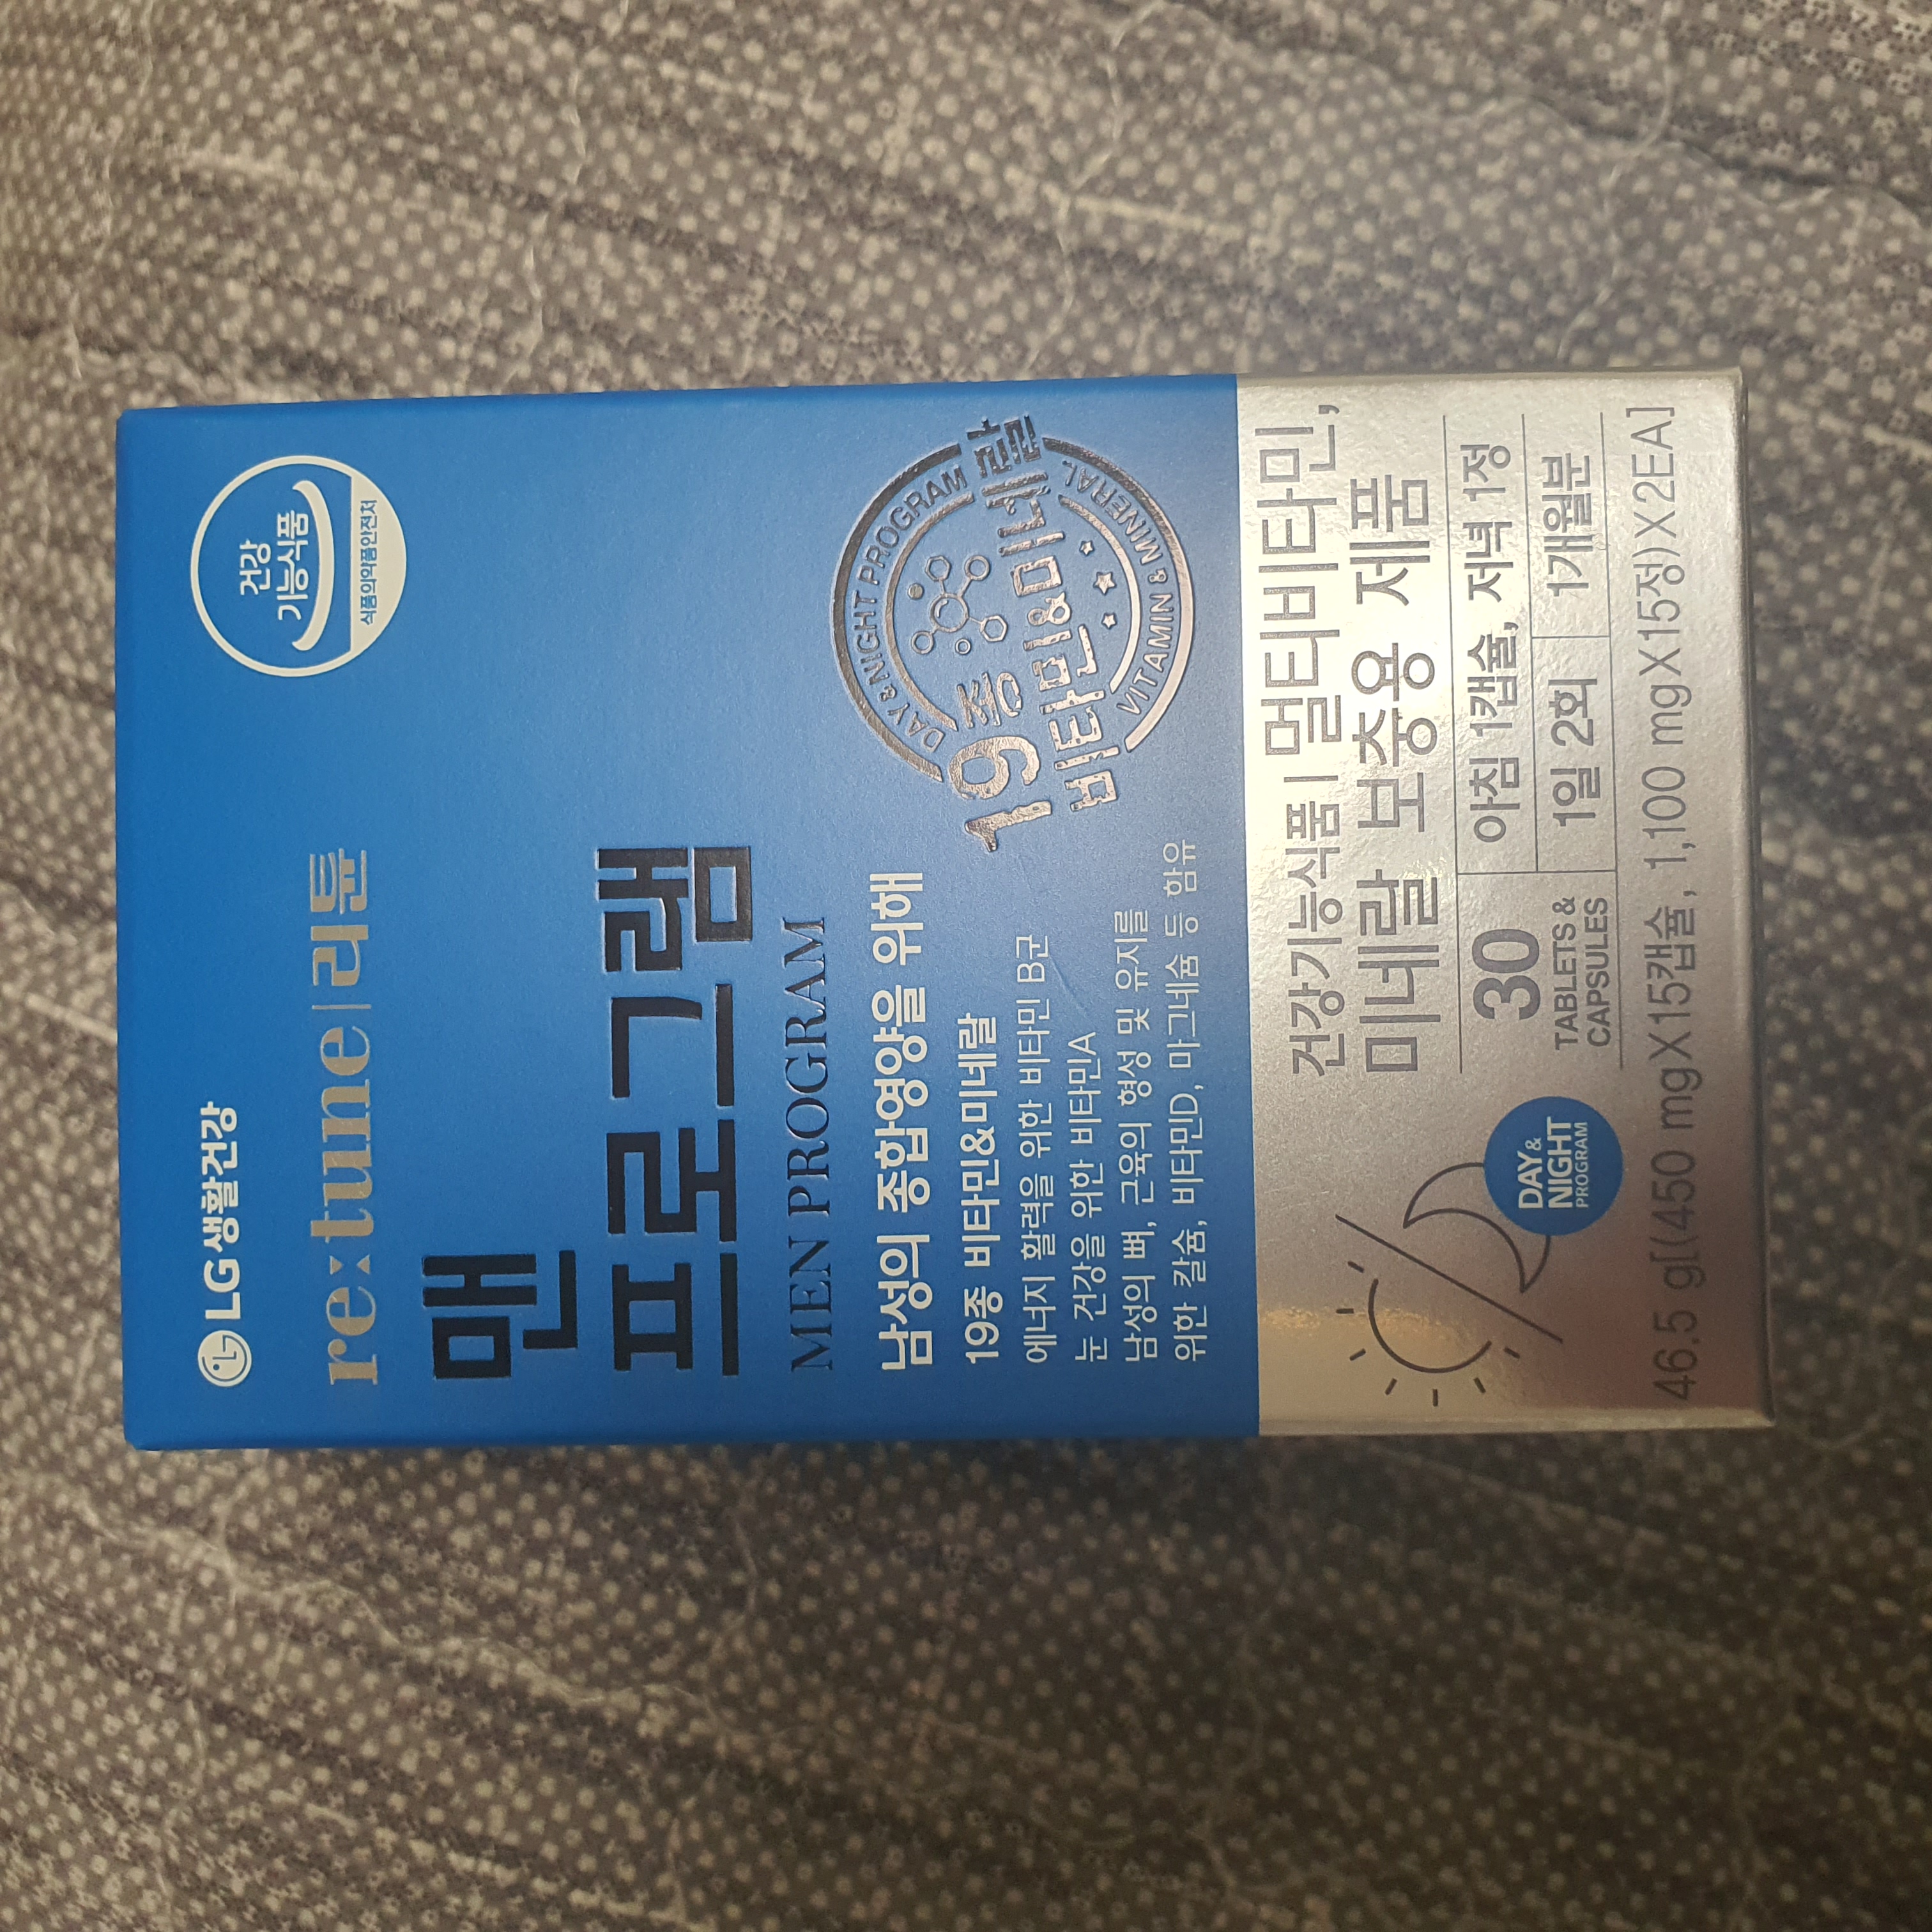 LG생활건강
건강
기능식품
식품의약품안전처
re:tune|리튠
맨
프로그램
MEN PROGRAM
남성의 종합영양을 위해
19종 비타민&미네랄
에너지 활력을 위한 비타민 B군
눈 건강을 위한 비타민A
남성의 뼈, 근육의 형성 및 유지를
위한 칼슘, 비타민D, 마그네슘 등 함유
DAY & NIGHT PROGRAM
19종
비타민&미네랄
VITAMIN & MINERAL
건강기능식품 | 멀티비타민,
미네랄 보충용 제품
DAY &
NIGHT
PROGRAM
30
TABLETS &
CAPSULES
아침 1캡슐, 저녁 1정
1일 2회
1개월분
46.5 g[(450 mgX15캡슐, 1,100 mgX15정)X2EA]